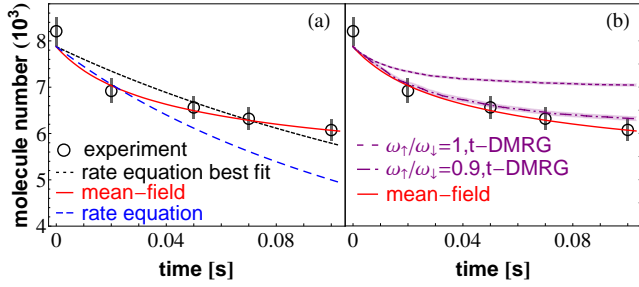 (a)
(b)
molecule number (10³)
8
7
6
5
4
experiment
rate equation best fit
mean−field
rate equation
ω↑/ω↓=1,t−DMRG
ω↑/ω↓=0.9,t−DMRG
mean−field
0 0.04 0.08 0 0.04 0.08
time [s] time [s]